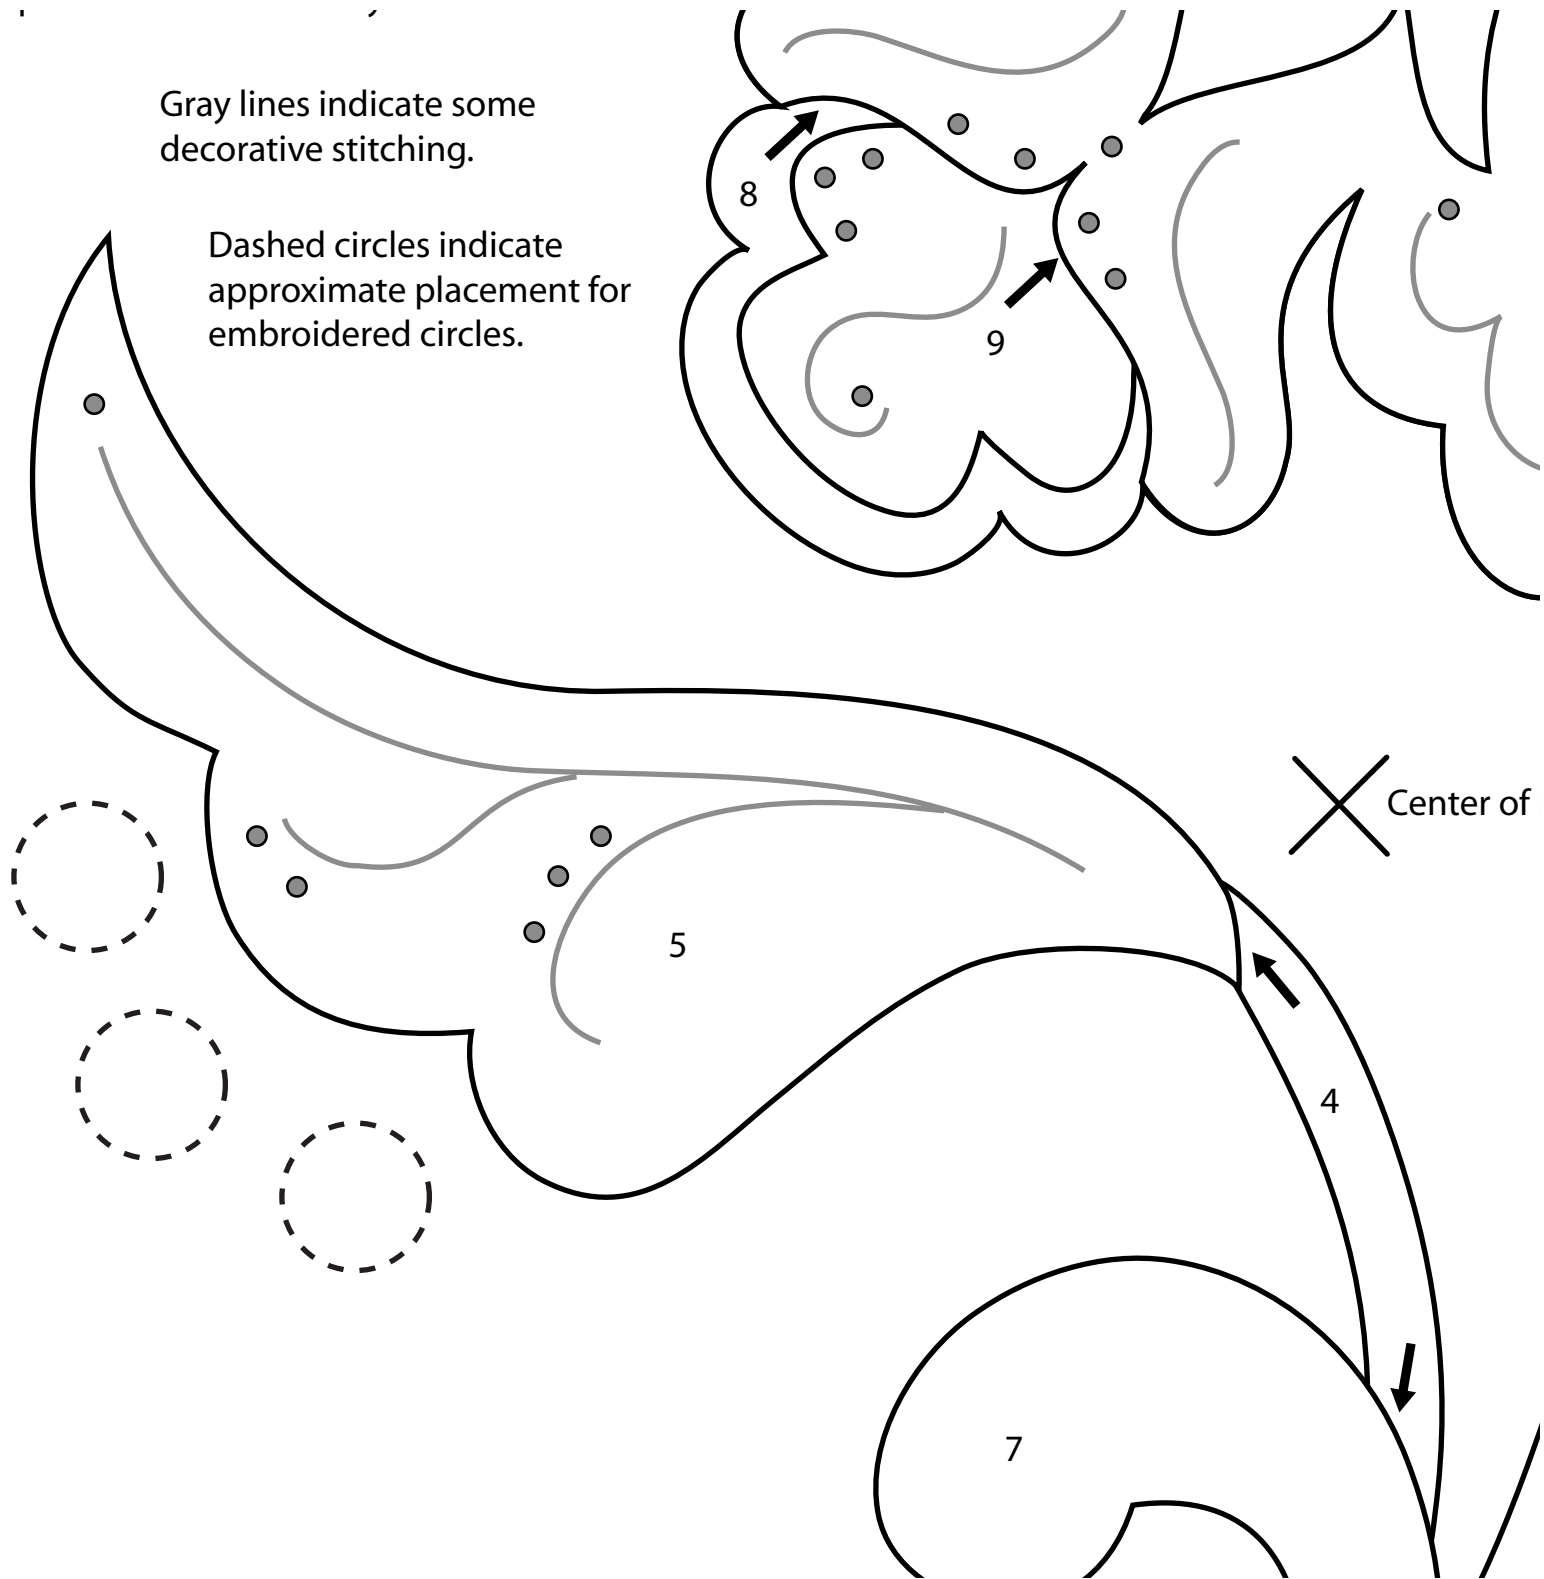 Gray lines indicate some
decorative stitching.
Dashed circles indicate
approximate placement for
embroidered circles.
8
9
Center of
5
4
7